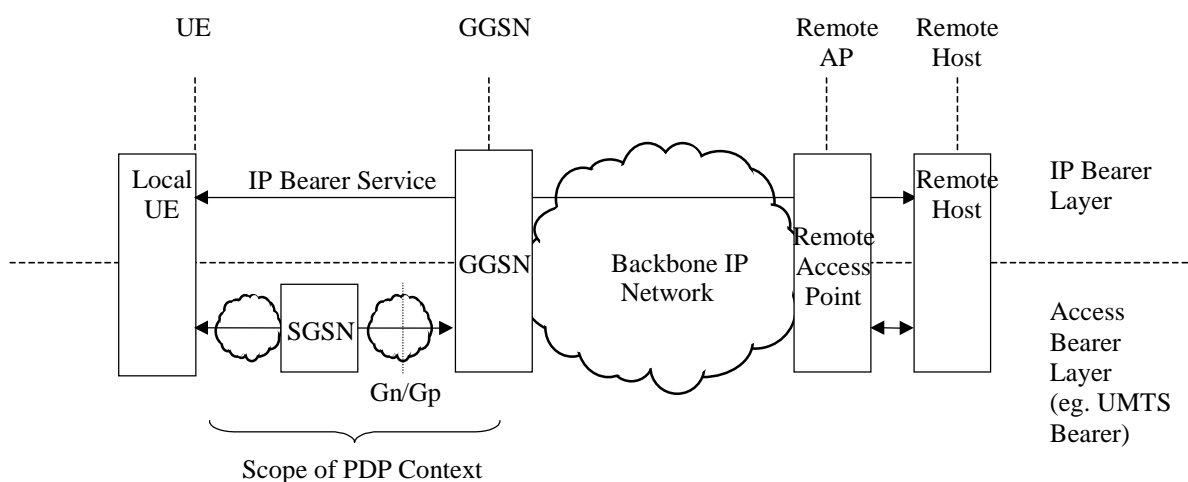 UE
GGSN
Remote
AP
Remote
Host
Local
UE
IP Bearer Service
Remote
Host
IP Bearer
Layer
GGSN
Backbone IP
Network
Remote
Access
Point
SGSN
Gn/Gp
Access
Bearer
Layer
(eg. UMTS
Bearer)
Scope of PDP Context